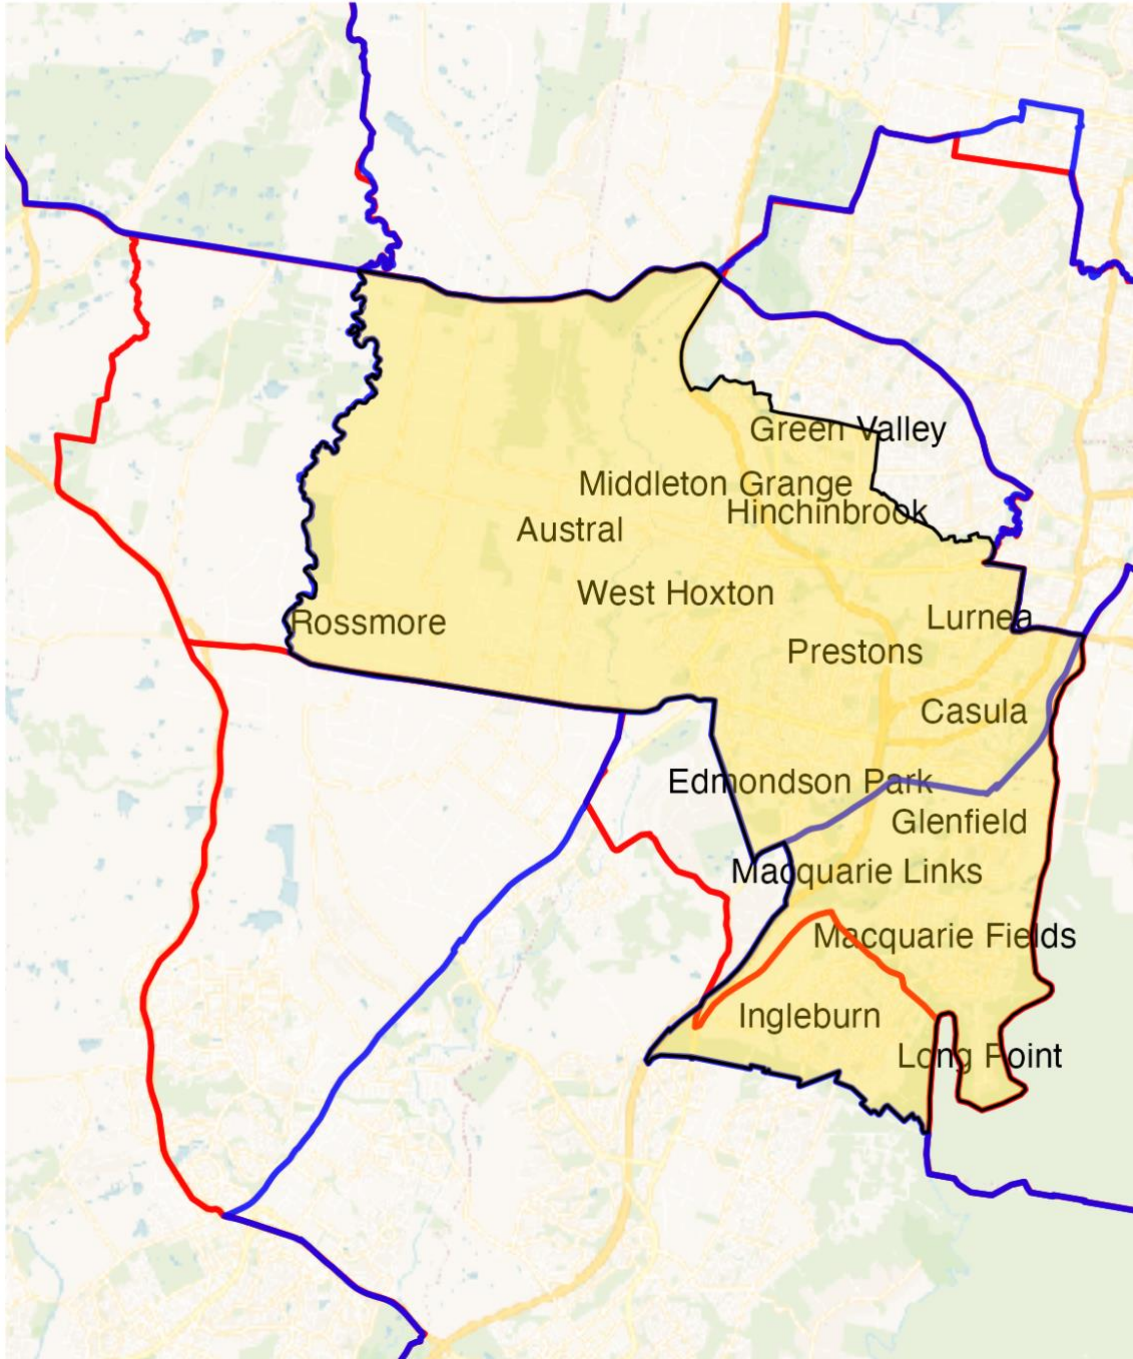 Green Valley
Middleton Grange
Hinchinbrook
Austral
West Hoxton
Rossmore
Lurnea
Prestons
Casula
Edmondson Park
Glenfield
Macquarie Links
Macquarie Fields
Ingleburn
Long Point